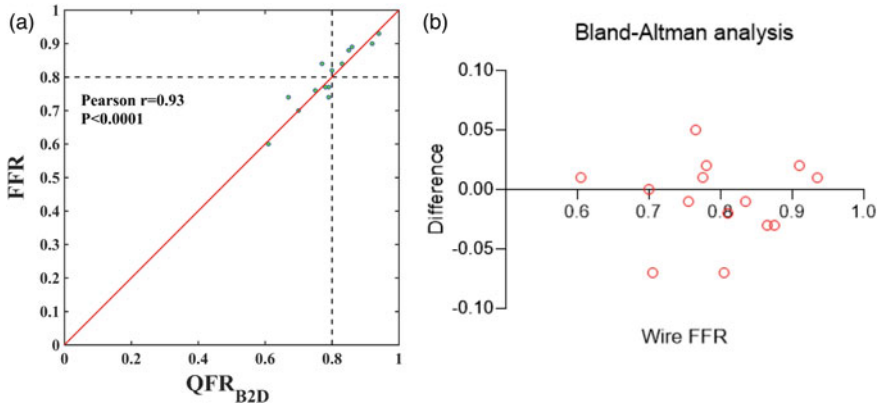 (a)
1
0.9
0.8
0.7
0.6
0.5
0.4
0.3
0.2
0.1
0
FFR
Pearson r=0.93
P<0.0001
0 0.2 0.4 0.6 0.8 1
QFR_B2D
(b)
Bland-Altman analysis
0.10
0.05
0.00
-0.05
-0.10
Difference
0.6 0.7 0.8 0.9 1.0
Wire FFR